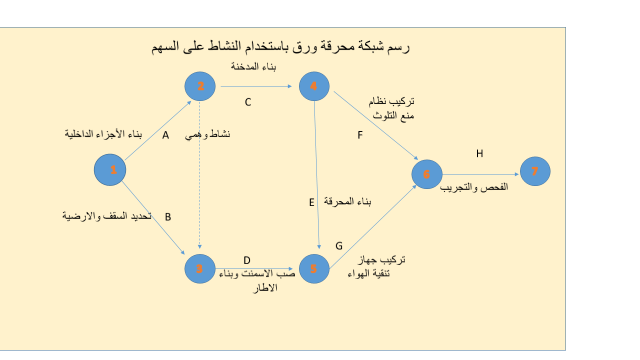 رسم شبكة محرقة ورق باستخدام النشاط على السهم
بناء المدخنة
2
4
C
تركيب نظام
منع التلوث
بناء الأجزاء الداخلية
A
نشاط وهمي
F
H
1
6
7
الفحص والتجريب
تحديد السقف والارضية
B
E
بناء المحرقة
G
D
تركيب جهاز
تنقية الهواء
3
5
صب الاسمنت وبناء
الاطار